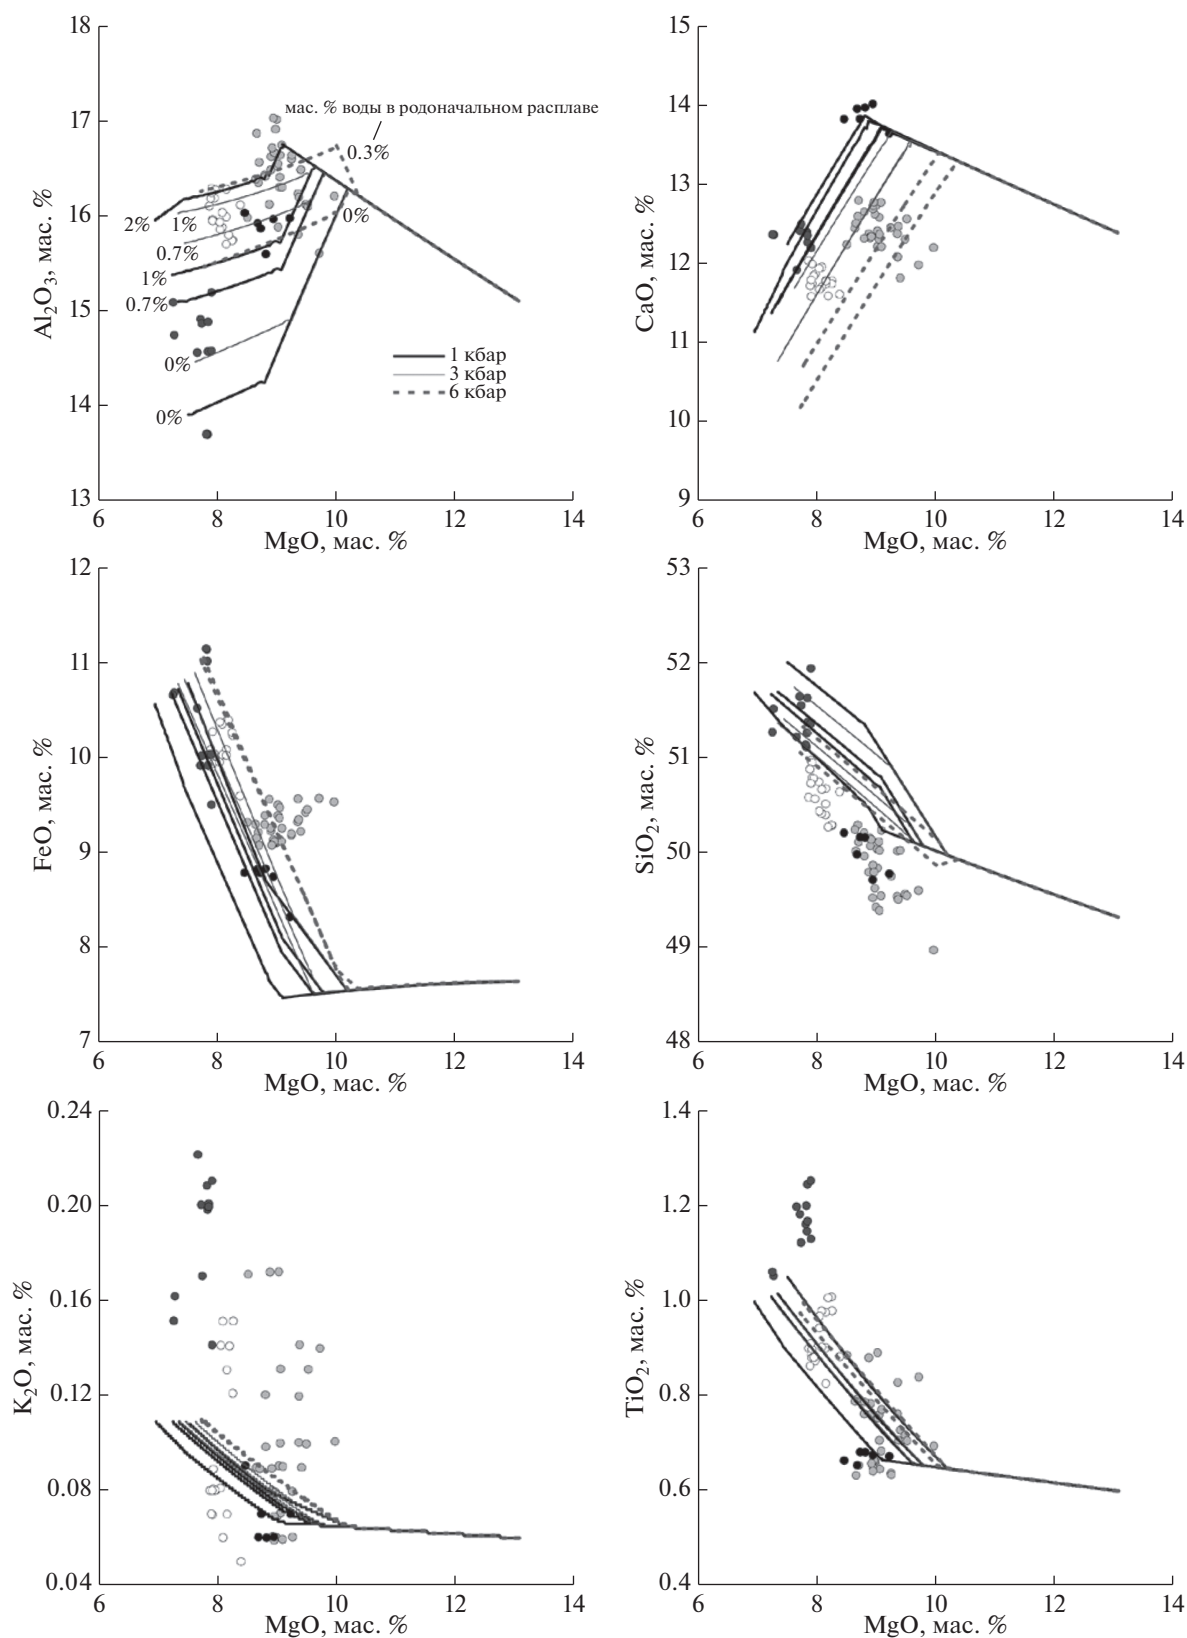 18
17
16
15
14
13
Al2O3, мас. %
мас. % воды в родоначальном расплаве
0.3%
0%
2%
1%
0.7%
1%
0.7%
0%
0%
1 кбар
3 кбар
6 кбар
6 8 10 12 14
MgO, мас. %
15
14
13
12
11
10
9
CaO, мас. %
6 8 10 12 14
MgO, мас. %
12
11
10
9
8
7
FeO, мас. %
6 8 10 12 14
MgO, мас. %
53
52
51
50
49
48
SiO2, мас. %
6 8 10 12 14
MgO, мас. %
0.24
0.20
0.16
0.12
0.08
0.04
K2O, мас. %
6 8 10 12 14
MgO, мас. %
1.4
1.2
1.0
0.8
0.6
0.4
TiO2, мас. %
6 8 10 12 14
MgO, мас. %